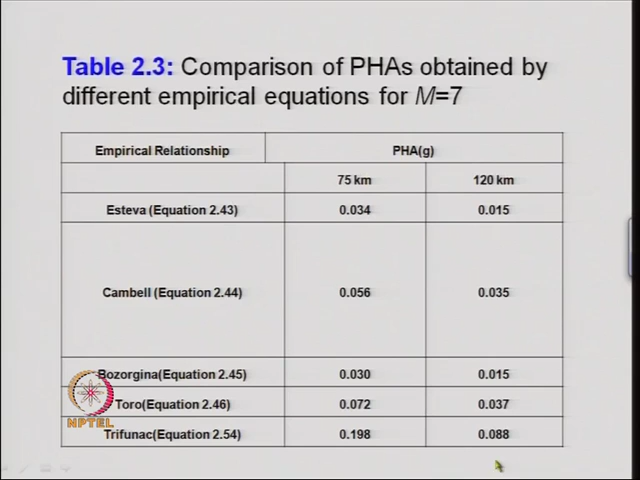 Table 2.3: Comparison of PHAs obtained by
different empirical equations for M=7
Empirical Relationship PHA(g)
75 km 120 km
Esteva (Equation 2.43) 0.034 0.015
Cambell (Equation 2.44) 0.056 0.035
Bozorgina(Equation 2.45) 0.030 0.015
Toro(Equation 2.46) 0.072 0.037
NPTEL
Trifunac(Equation 2.54) 0.198 0.088